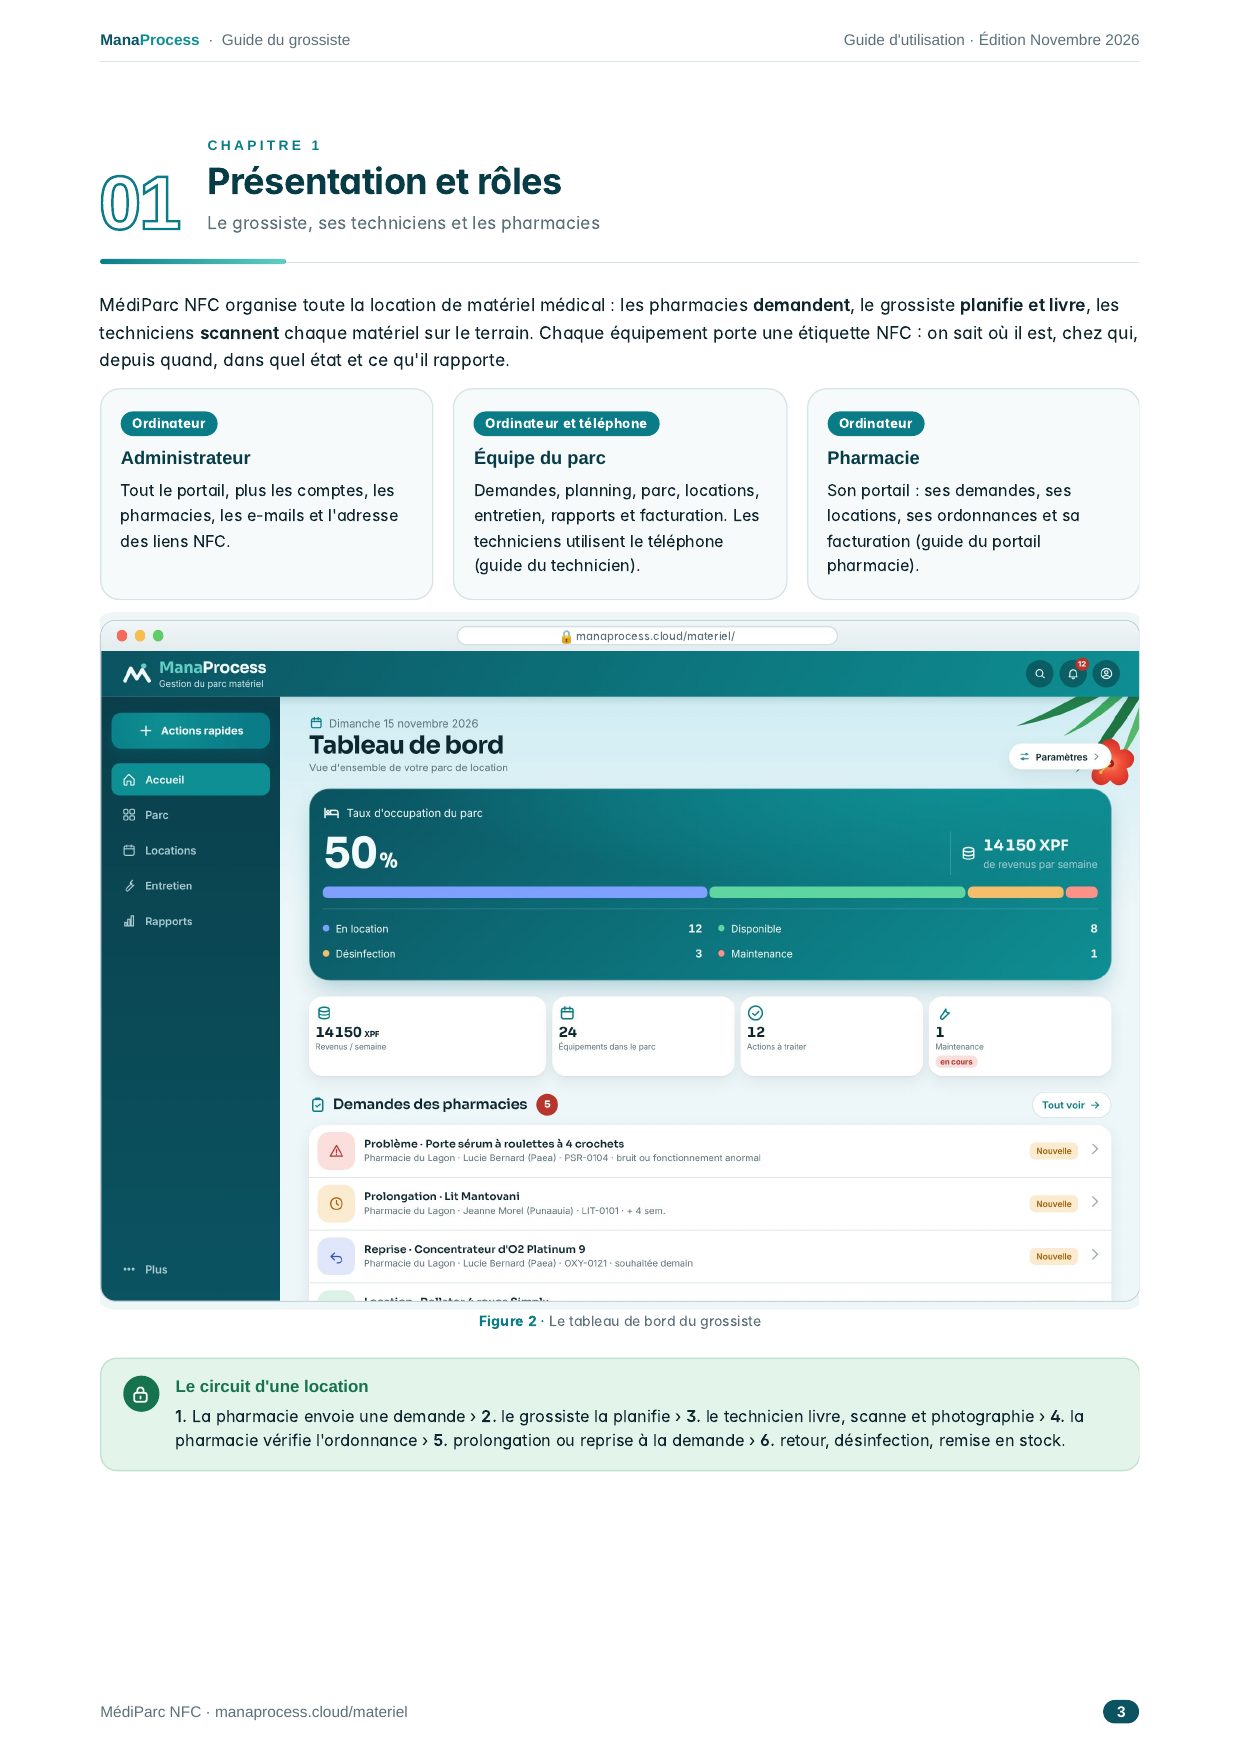 ManaProcess · Guide du grossiste
Guide d'utilisation · Édition Novembre 2026
CHAPITRE 1
01
Présentation et rôles
Le grossiste, ses techniciens et les pharmacies
MédiParc NFC organise toute la location de matériel médical : les pharmacies demandent, le grossiste planifie et livre, les
techniciens scannent chaque matériel sur le terrain. Chaque équipement porte une étiquette NFC : on sait où il est, chez qui,
depuis quand, dans quel état et ce qu'il rapporte.
Ordinateur
Administrateur
Tout le portail, plus les comptes, les
pharmacies, les e-mails et l'adresse
des liens NFC.
Ordinateur et téléphone
Équipe du parc
Demandes, planning, parc, locations,
entretien, rapports et facturation. Les
techniciens utilisent le téléphone
(guide du technicien).
Ordinateur
Pharmacie
Son portail : ses demandes, ses
locations, ses ordonnances et sa
facturation (guide du portail
pharmacie).
manaprocess.cloud/materiel/
ManaProcess
Gestion du parc matériel
12
Actions rapides
Accueil
Parc
Locations
Entretien
Rapports
Plus
Dimanche 15 novembre 2026
Tableau de bord
Vue d'ensemble de votre parc de location
Paramètres
Taux d'occupation du parc
50%
14 150 XPF
de revenus par semaine
En location 12
Disponible 8
Désinfection 3
Maintenance 1
14 150 XPF
Revenus / semaine
24
Équipements dans le parc
12
Actions à traiter
1
Maintenance
en cours
Demandes des pharmacies 5
Tout voir →
Problème · Porte sérum à roulettes à 4 crochets
Pharmacie du Lagon · Lucie Bernard (Paea) · PSR-0104 · bruit ou fonctionnement anormal
Nouvelle
Prolongation · Lit Mantovani
Pharmacie du Lagon · Jeanne Morel (Punaauia) · LIT-0101 · + 4 sem.
Nouvelle
Reprise · Concentrateur d'O2 Platinum 9
Pharmacie du Lagon · Lucie Bernard (Paea) · OXY-0121 · souhaitée demain
Nouvelle
Figure 2 · Le tableau de bord du grossiste
Le circuit d'une location
1. La pharmacie envoie une demande › 2. le grossiste la planifie › 3. le technicien livre, scanne et photographie › 4. la
pharmacie vérifie l'ordonnance › 5. prolongation ou reprise à la demande › 6. retour, désinfection, remise en stock.
MédiParc NFC · manaprocess.cloud/materiel
3